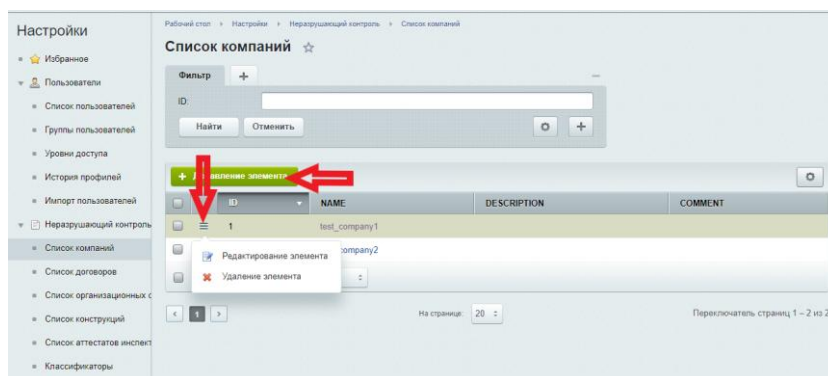 Настройки
Избранное
Пользователи
Список пользователей
Группы пользователей
Уровни доступа
История профилей
Импорт пользователей
Неразрушающий контроль
Список компаний
Список договоров
Список организационных с
Список конструкций
Список аттестатов инспект
Классификаторы
Рабочий стол Настройки Неразрушающий контроль Список компаний
Список компаний
Фильтр +
ID:
Найти Отменить
+ элемента
ID NAME DESCRIPTION COMMENT
1 test_company1
company2
Редактирование элемента
Удаление элемента
1 На странице: 20 Переключатель страниц 1 – 2 из 2